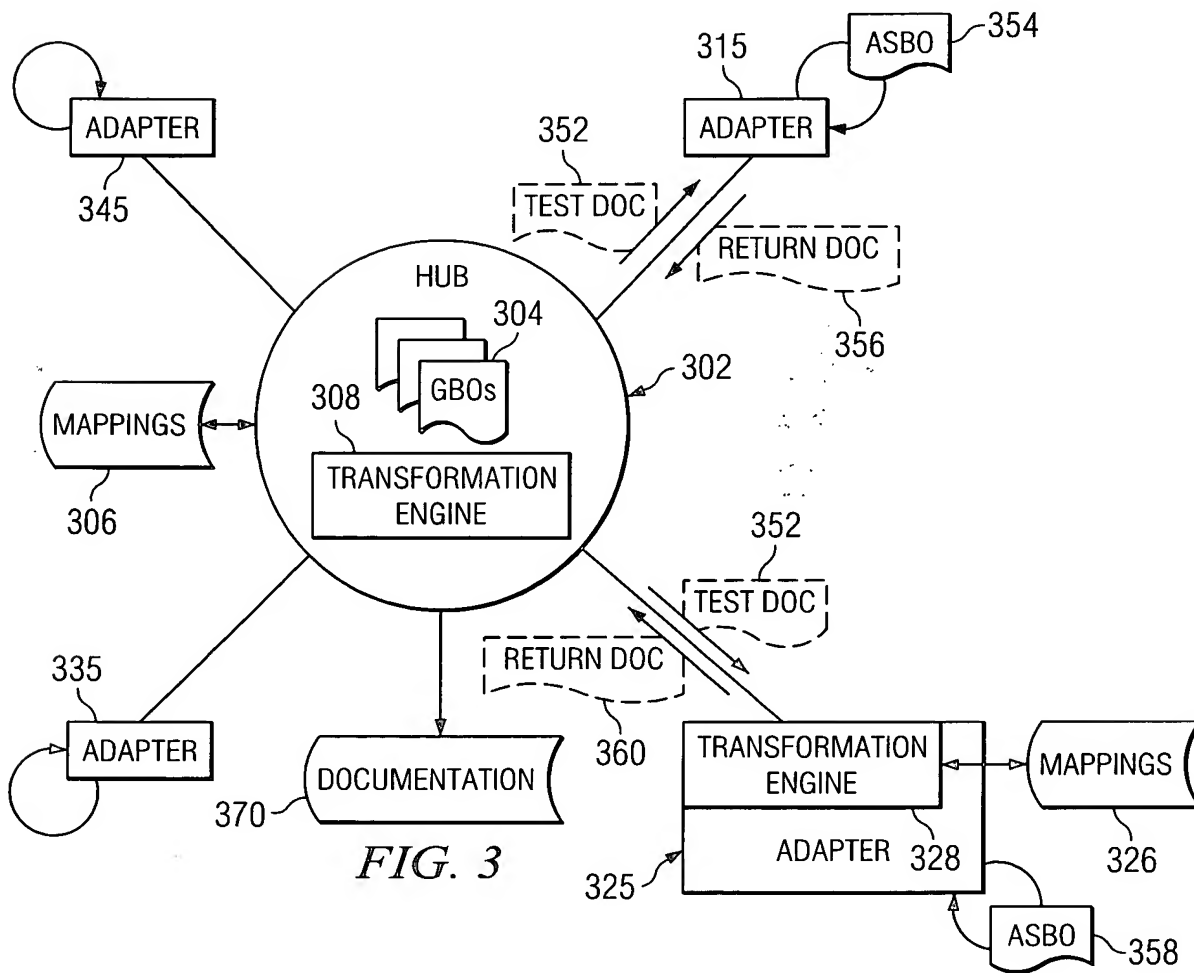 354
ASBO
315
ADAPTER
ADAPTER
345
352
TEST DOC
RETURN DOC
356
HUB
304
GBOs
302
308
TRANSFORMATION
ENGINE
MAPPINGS
306
352
TEST DOC
RETURN DOC
360
335
ADAPTER
DOCUMENTATION
370
FIG. 3
TRANSFORMATION
ENGINE
328
ADAPTER
325
MAPPINGS
326
ASBO
358